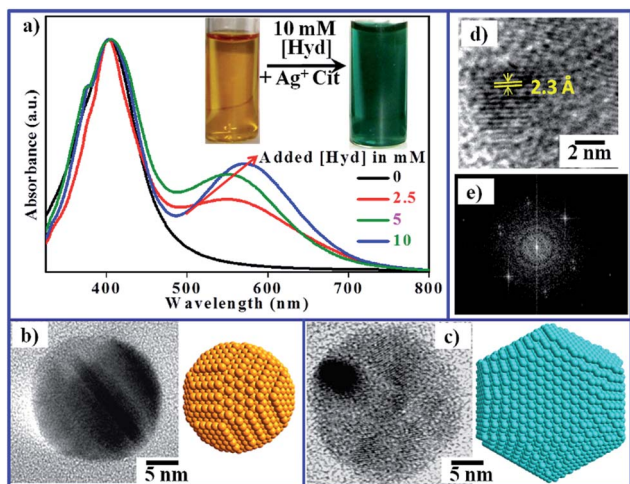 a)
10 mM
[Hyd]
+ Ag⁺ Cit
Added [Hyd] in mM
0
2.5
5
10
Absorbance (a.u.)
400 500 600 700 800
Wavelength (nm)
d)
2.3 Å
2 nm
e)
b)
5 nm
c)
5 nm